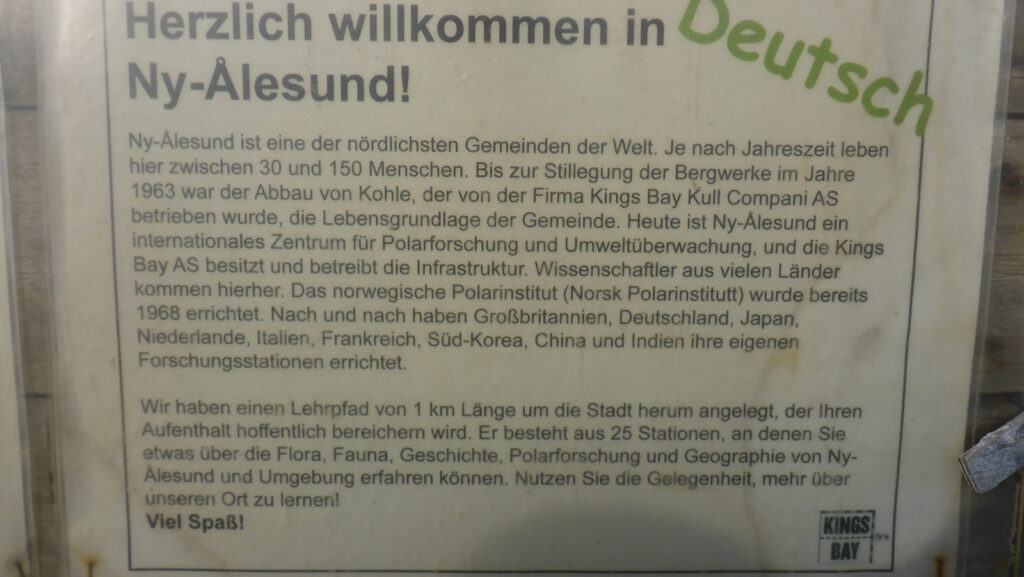 Herzlich willkommen in
Ny-Ålesund!
Deutsch
Ny-Ålesund ist eine der nördlichsten Gemeinden der Welt. Je nach Jahreszeit leben
hier zwischen 30 und 150 Menschen. Bis zur Stillegung der Bergwerke im Jahre
1963 war der Abbau von Kohle, der von der Firma Kings Bay Kull Compani AS
betrieben wurde, die Lebensgrundlage der Gemeinde. Heute ist Ny-Ålesund ein
internationales Zentrum für Polarforschung und Umweltüberwachung, und die Kings
Bay AS besitzt und betreibt die Infrastruktur. Wissenschaftler aus vielen Länder
kommen hierher. Das norwegische Polarinstitut (Norsk Polarinstitutt) wurde bereits
1968 errichtet. Nach und nach haben Großbritannien, Deutschland, Japan,
Niederlande, Italien, Frankreich, Süd-Korea, China und Indien ihre eigenen
Forschungsstationen errichtet.
Wir haben einen Lehrpfad von 1 km Länge um die Stadt herum angelegt, der Ihren
Aufenthalt hoffentlich bereichern wird. Er besteht aus 25 Stationen, an denen Sie
etwas über die Flora, Fauna, Geschichte, Polarforschung und Geographie von Ny-
Ålesund und Umgebung erfahren können. Nutzen Sie die Gelegenheit, mehr über
unseren Ort zu lernen!
Viel Spaß!
KINGS
BAY